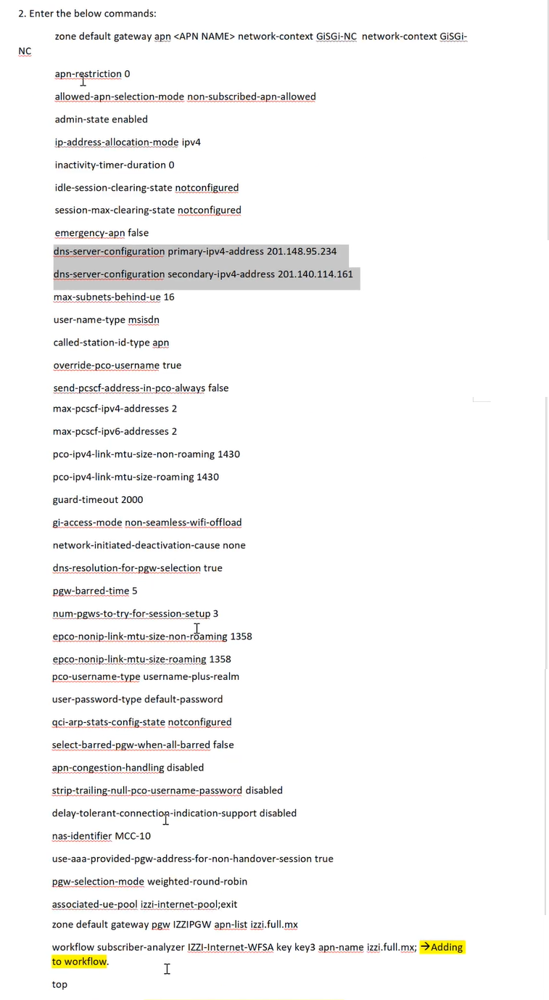 2. Enter the below commands:
zone default gateway apn <APN NAME> network-context GiSGi-NC  network-context GiSGi-
NC
apn-restriction 0
allowed-apn-selection-mode non-subscribed-apn-allowed
admin-state enabled
ip-address-allocation-mode ipv4
inactivity-timer-duration 0
idle-session-clearing-state notconfigured
session-max-clearing-state notconfigured
emergency-apn false
dns-server-configuration primary-ipv4-address 201.148.95.234
dns-server-configuration secondary-ipv4-address 201.140.114.161
max-subnets-behind-ue 16
user-name-type msisdn
called-station-id-type apn
override-pco-username true
send-pcscf-address-in-pco-always false
max-pcscf-ipv4-addresses 2
max-pcscf-ipv6-addresses 2
pco-ipv4-link-mtu-size-non-roaming 1430
pco-ipv4-link-mtu-size-roaming 1430
guard-timeout 2000
gi-access-mode non-seamless-wifi-offload
network-initiated-deactivation-cause none
dns-resolution-for-pgw-selection true
pgw-barred-time 5
num-pgws-to-try-for-session-setup 3
epco-nonip-link-mtu-size-non-roaming 1358
epco-nonip-link-mtu-size-roaming 1358
pco-username-type username-plus-realm
user-password-type default-password
qci-arp-stats-config-state notconfigured
select-barred-pgw-when-all-barred false
apn-congestion-handling disabled
strip-trailing-null-pco-username-password disabled
delay-tolerant-connection-indication-support disabled
nas-identifier MCC-10
use-aaa-provided-pgw-address-for-non-handover-session true
pgw-selection-mode weighted-round-robin
associated-ue-pool izzi-internet-pool;exit
zone default gateway pgw IZZIPGW apn-list izzi.full.mx
workflow subscriber-analyzer IZZI-Internet-WFSA key key3 apn-name izzi.full.mx; →Adding
to workflow.
top